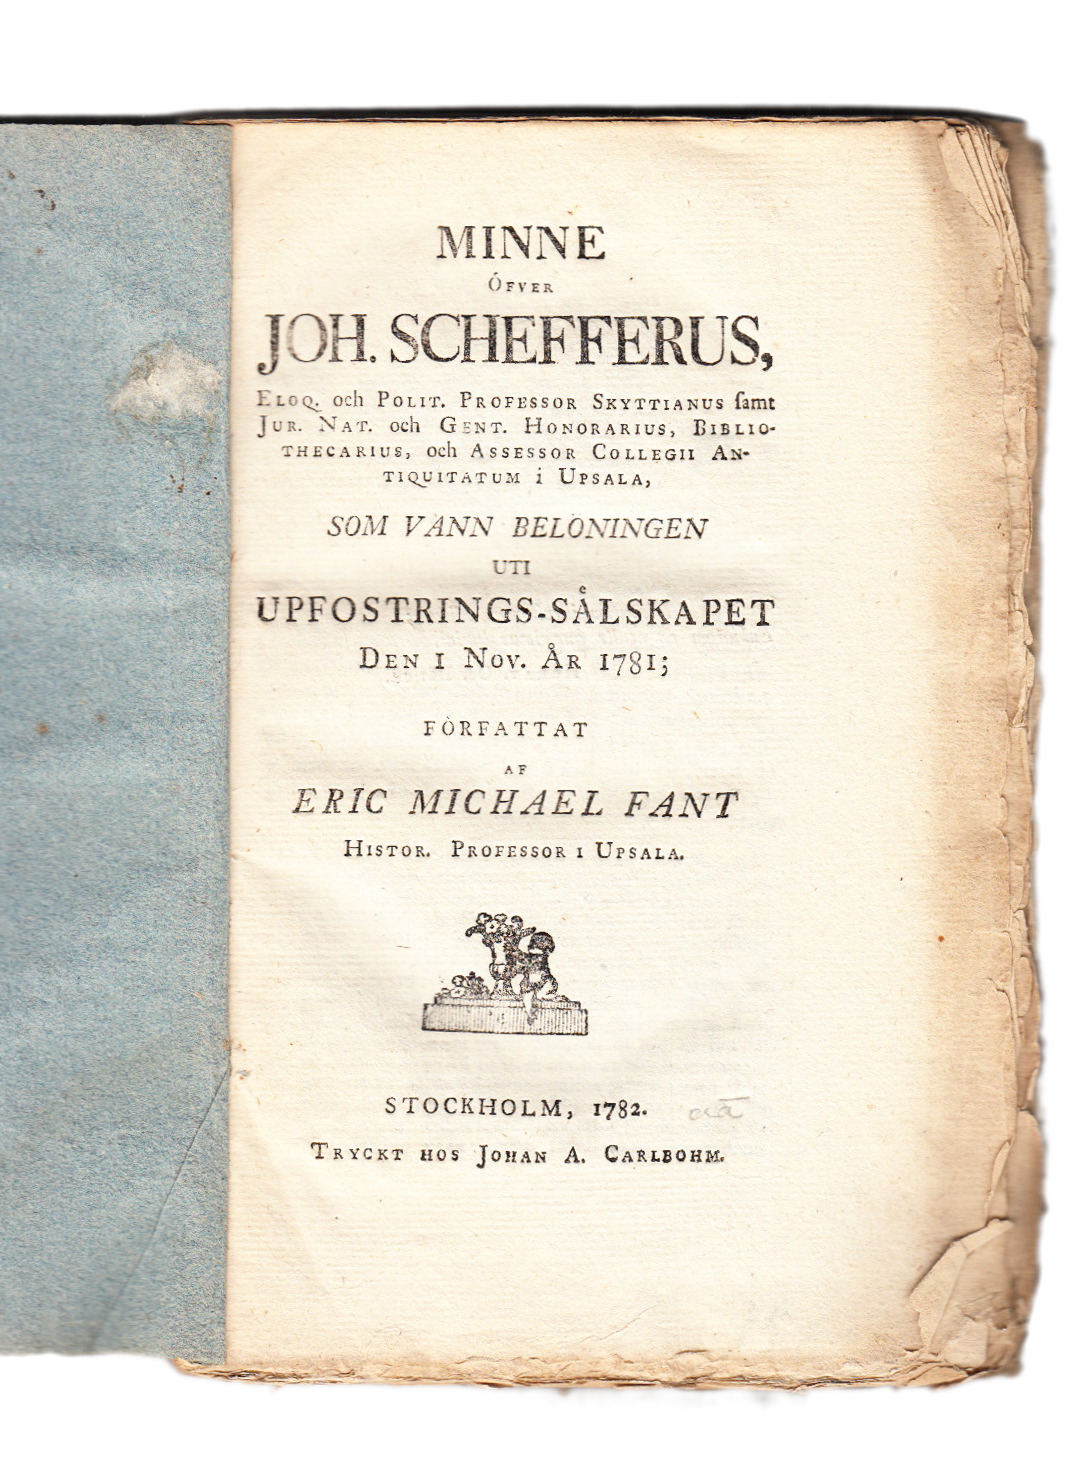 MINNE
ÓFVER
JOH. SCHEFFERUS,
ELOQ. och POLIT. PROFESSOR SKYTTIANUS ſamt
JUR. NAT. och GENT. HONORARIUS, BIBLIO-
THECARIUS, och ASSESSOR COLLEGII AN-
TIQUITATUM i UPSALA,
SOM VANN BELÖNINGEN
UTI
UPFOSTRINGS-SÅLSKAPET
DEN 1 NOV. ÅR 1781;
FÖRFATTAT
AF
ERIC MICHAEL FANT
HISTOR. PROFESSOR I UPSALA.
STOCKHOLM, 1782.
TRYCKT HOS JOHAN A. CARLBOHM.